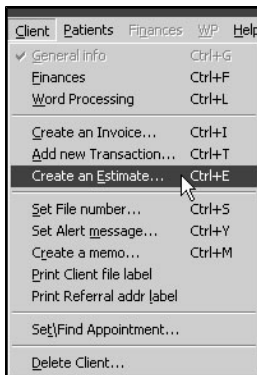 Client Patients Finances WP Help
✓ General info Ctrl+G
Finances Ctrl+F
Word Processing Ctrl+L
Create an Invoice... Ctrl+I
Add new Transaction... Ctrl+T
Create an Estimate... Ctrl+E
Set File number... Ctrl+S
Set Alert message... Ctrl+Y
Create a memo... Ctrl+M
Print Client file label
Print Referral addr label
Set\Find Appointment...
Delete Client...